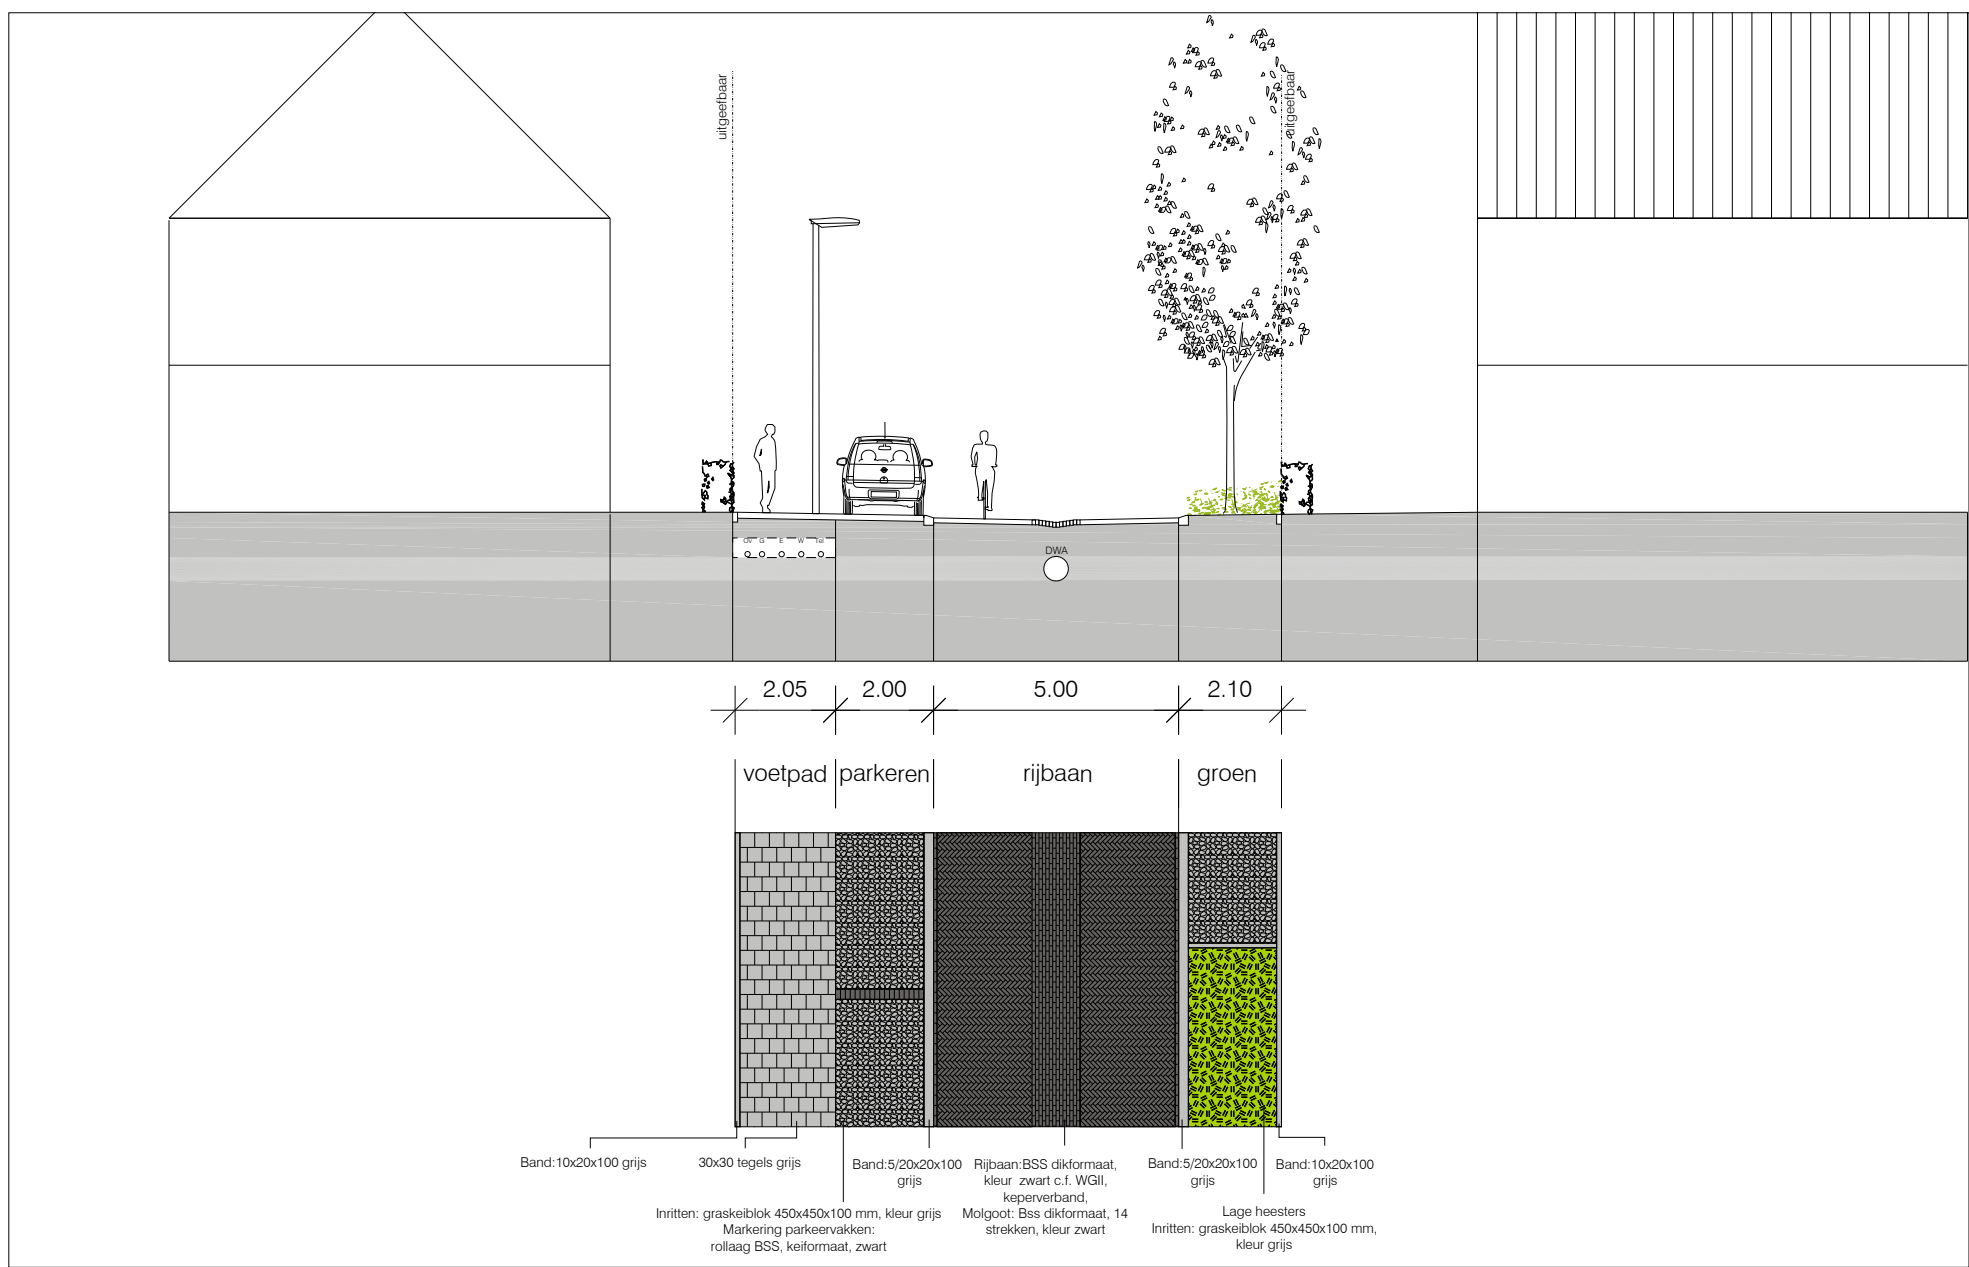 uitgeefbaar
uitgeefbaar
OV G E W Tel
DWA
2.05 2.00 5.00 2.10
voetpad parkeren rijbaan groen
Band:10x20x100 grijs
30x30 tegels grijs
Inritten: graskeiblok 450x450x100 mm, kleur grijs
Markering parkeervakken:
rollaag BSS, keiformaat, zwart
Band:5/20x20x100
grijs
Rijbaan:BSS dikformaat,
kleur zwart c.f. WGII,
keperverband,
Molgoot: Bss dikformaat, 14
strekken, kleur zwart
Band:5/20x20x100
grijs
Band:10x20x100
grijs
Lage heesters
Inritten: graskeiblok 450x450x100 mm,
kleur grijs